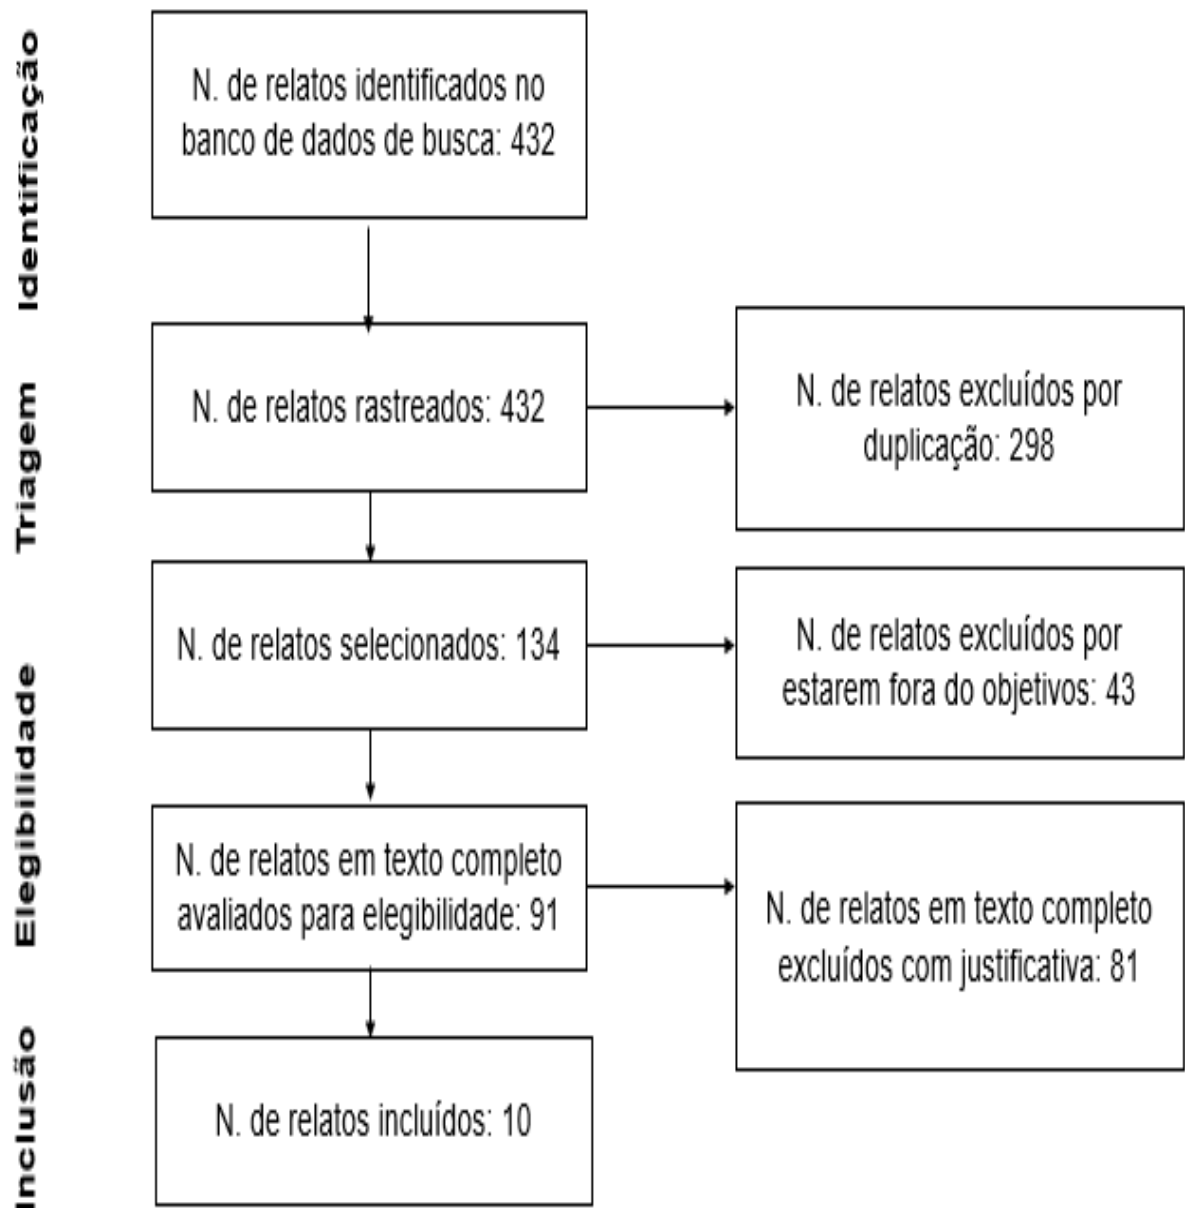 Identificação
N. de relatos identificados no
banco de dados de busca: 432
Triagem
N. de relatos rastreados: 432
N. de relatos excluídos por
duplicação: 298
Elegibilidade
N. de relatos selecionados: 134
N. de relatos excluídos por
estarem fora do objetivos: 43
N. de relatos em texto completo
avaliados para elegibilidade: 91
N. de relatos em texto completo
excluídos com justificativa: 81
Inclusão
N. de relatos incluídos: 10